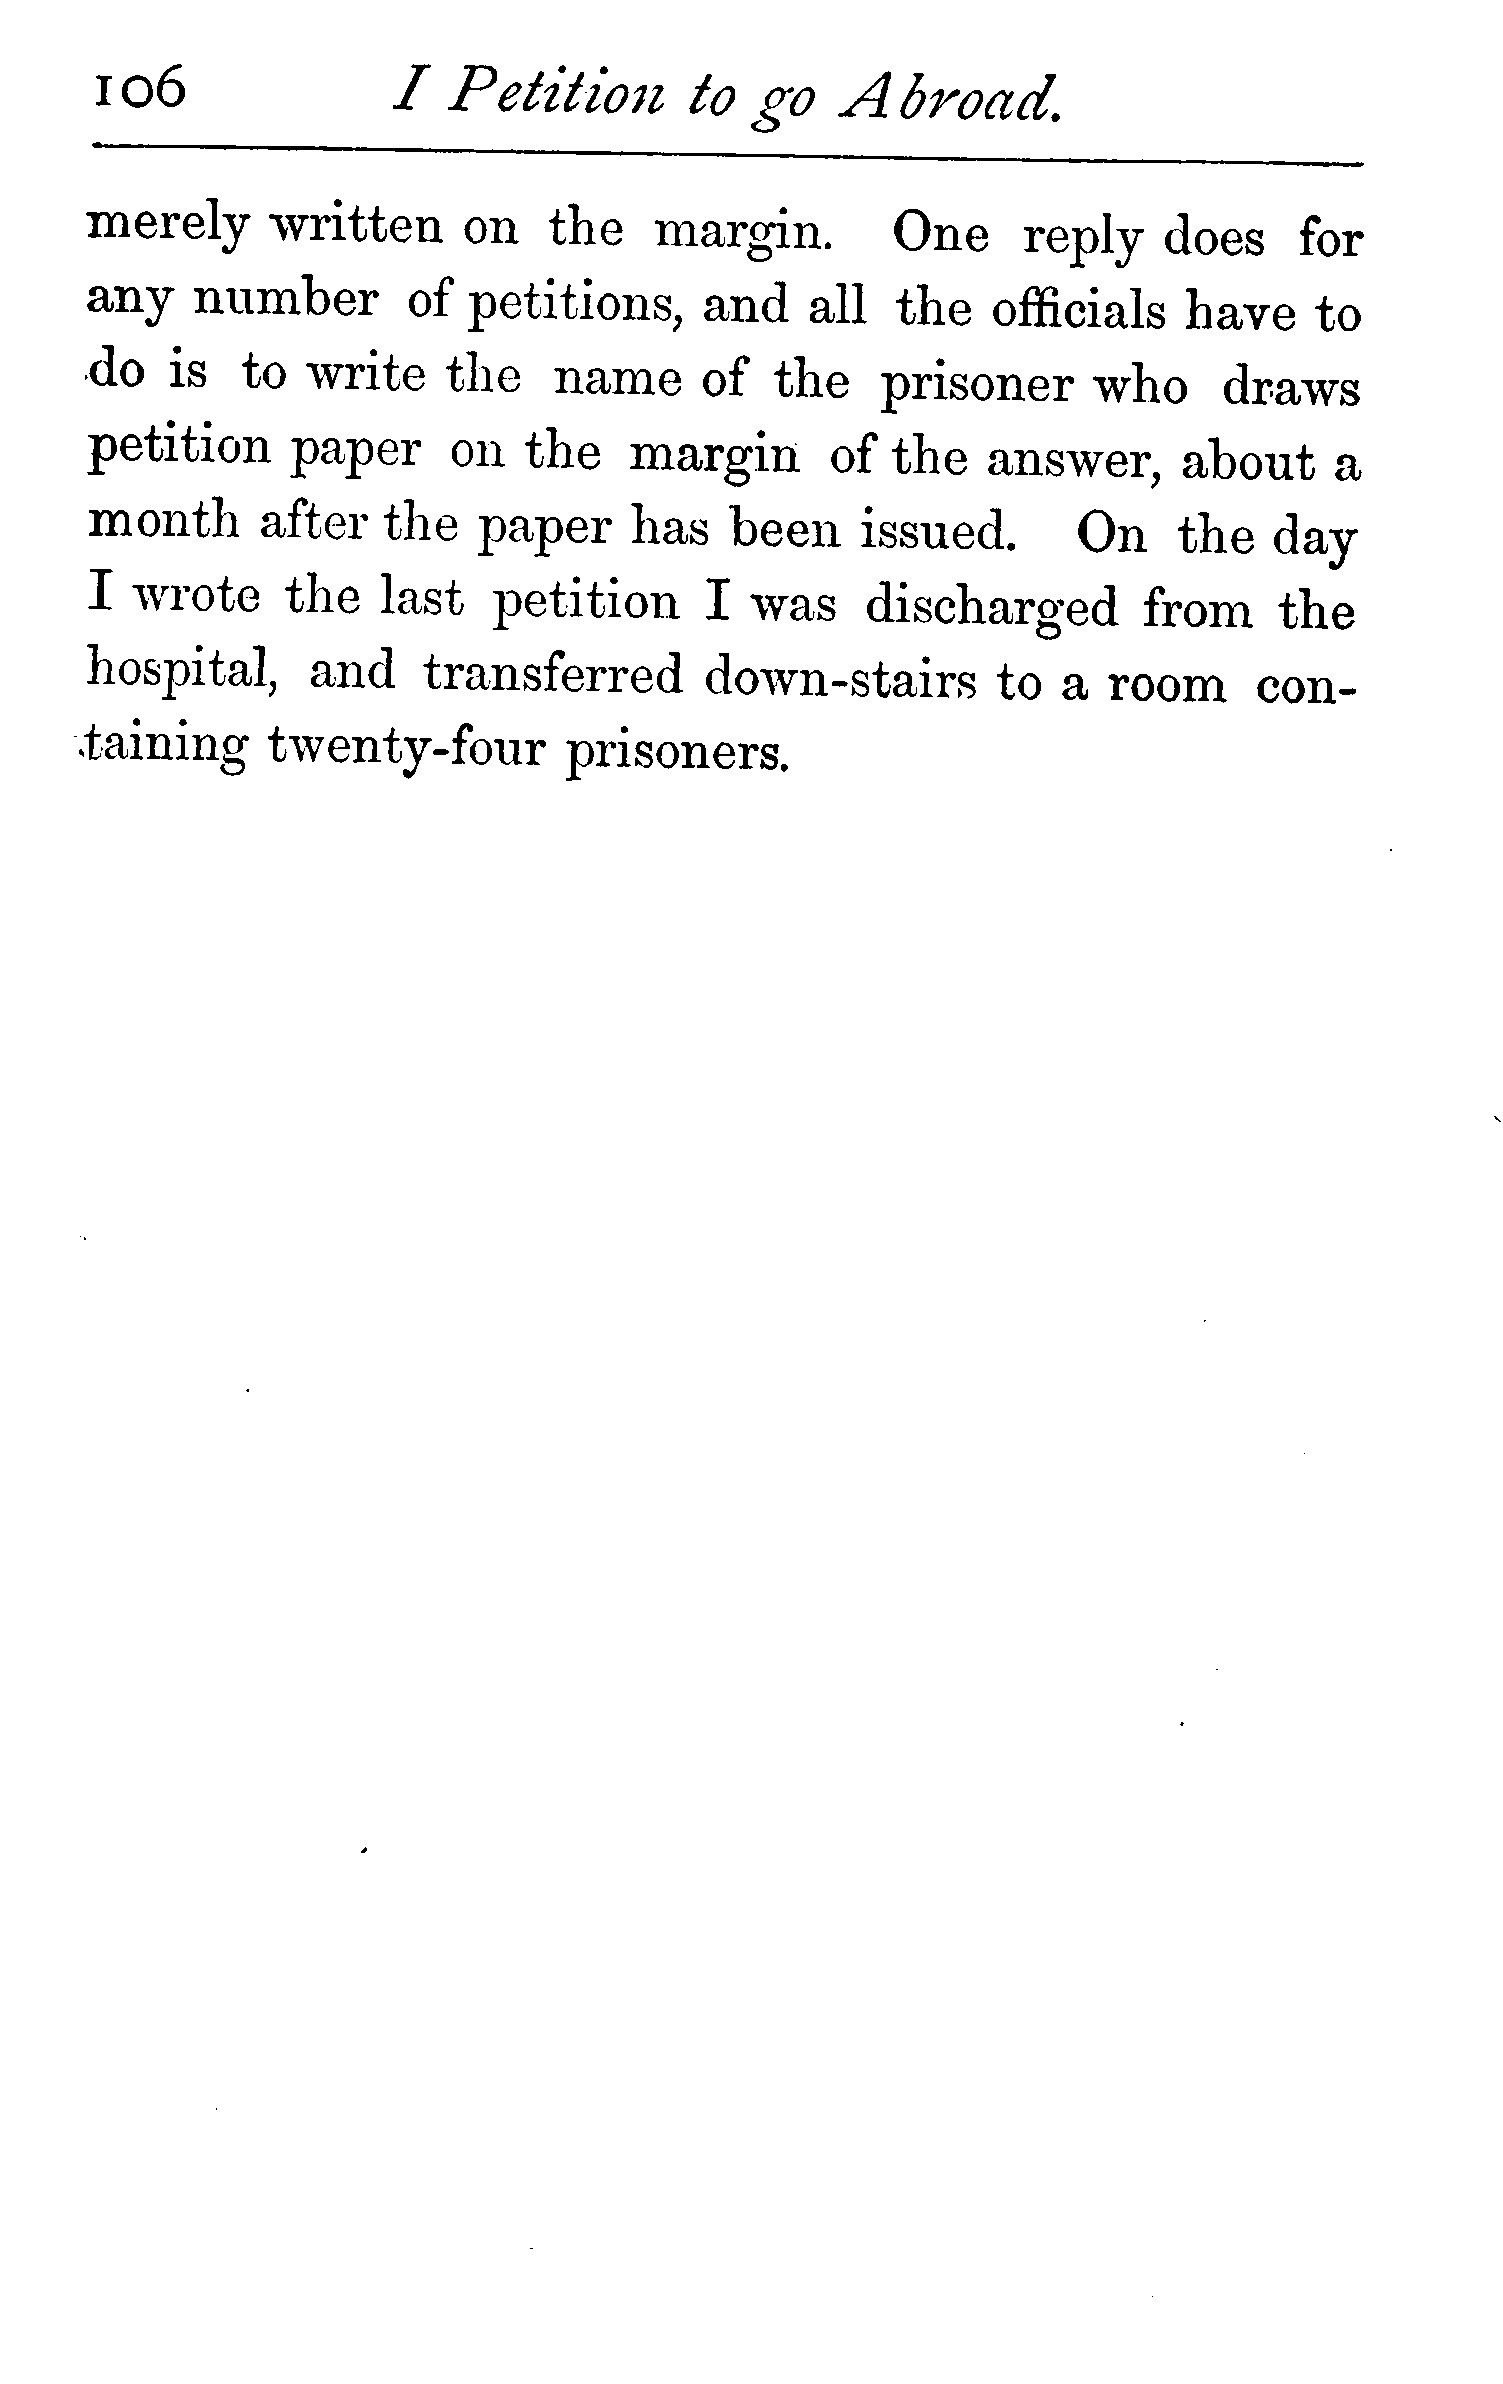 106 I Petition to go Abroad.
merely written on the margin. One reply does for
any number of petitions, and all the officials have to
do is to write the name of the prisoner who draws
petition paper on the margin of the answer, about a
month after the paper has been issued. On the day
I wrote the last petition I was discharged from the
hospital, and transferred down-stairs to a room con-
taining twenty-four prisoners.